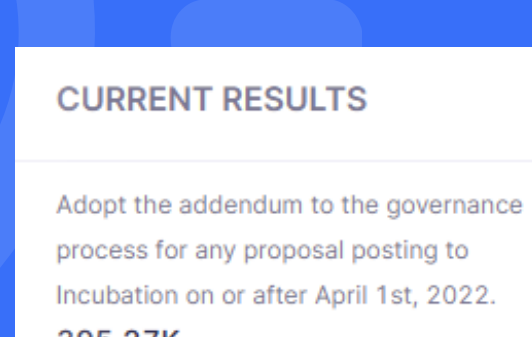 CURRENT RESULTS
Adopt the addendum to the governance
process for any proposal posting to
Incubation on or after April 1st, 2022.